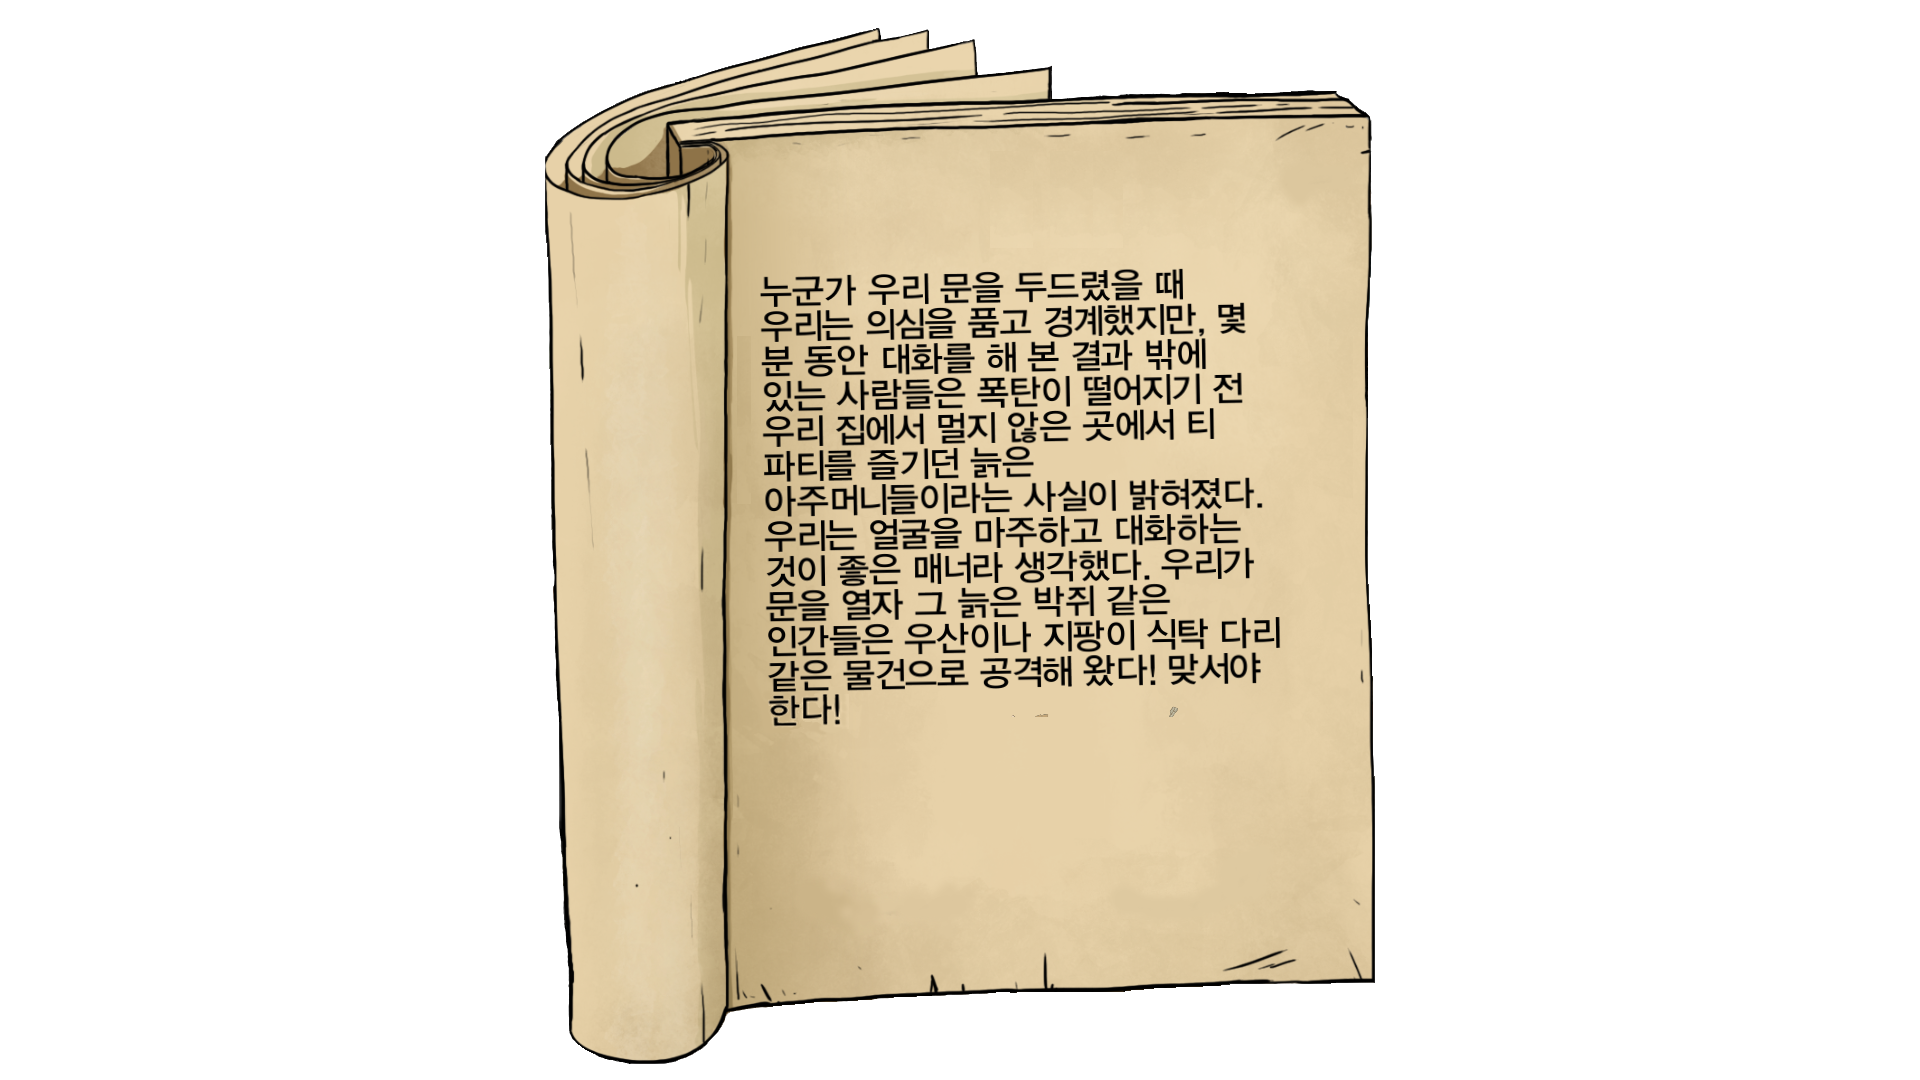 누군가 우리 문을 두드렸을 때
우리는 의심을 품고 경계했지만, 몇
분 동안 대화를 해 본 결과 밖에
있는 사람들은 폭탄이 떨어지기 전
우리 집에서 멀지 않은 곳에서 티
파티를 즐기던 늙은
아주머니들이라는 사실이 밝혀졌다.
우리는 얼굴을 마주하고 대화하는
것이 좋은 매너라 생각했다. 우리가
문을 열자 그 늙은 박쥐 같은
인간들은 우산이나 지팡이 식탁 다리
같은 물건으로 공격해 왔다! 맞서야
한다!